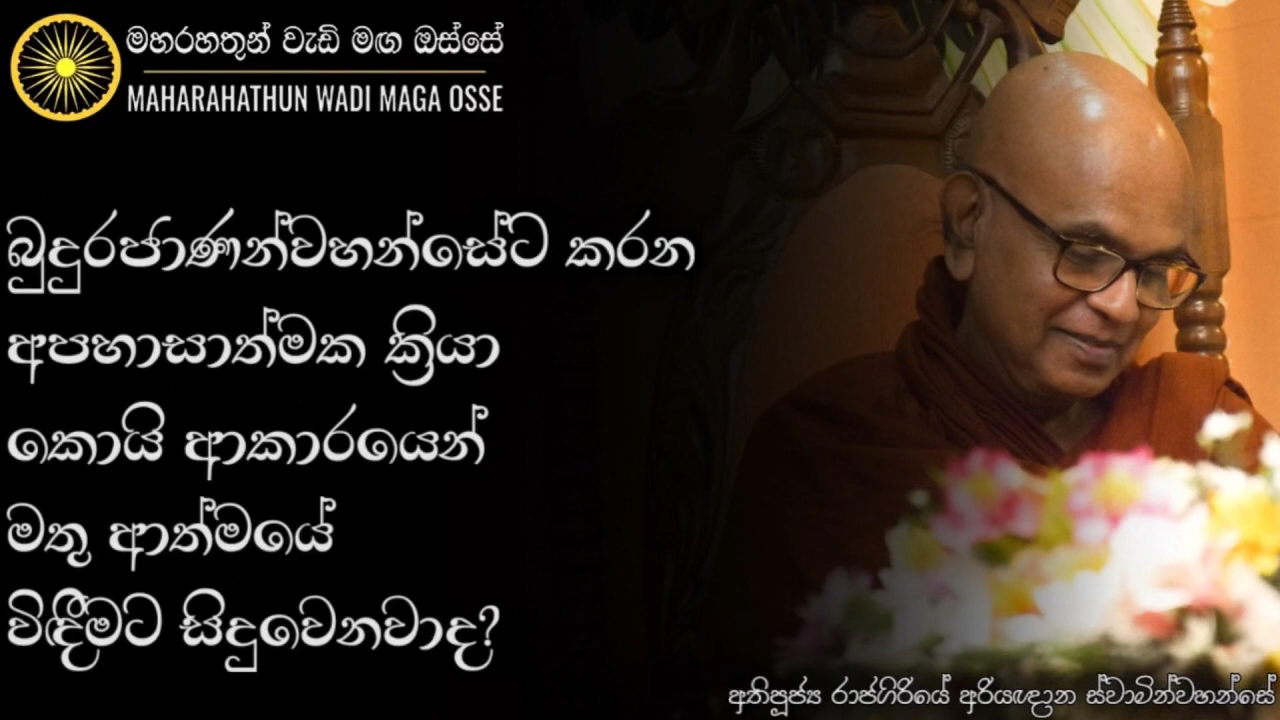 මහරහතුන් වැඩි මඟ ඔස්සේ
MAHARAHATHUN WADI MAGA OSSE
බුදුරජාණන්වහන්සේට කරන
අපහාසාත්මක ක්‍රියා
කොයි ආකාරයෙන්
මතු ආත්මයේ
විඳීමට සිදුවෙනවාද?
අතිපූජ්‍ය රාජගිරියේ අරියඥාන ස්වාමින්වහන්සේ